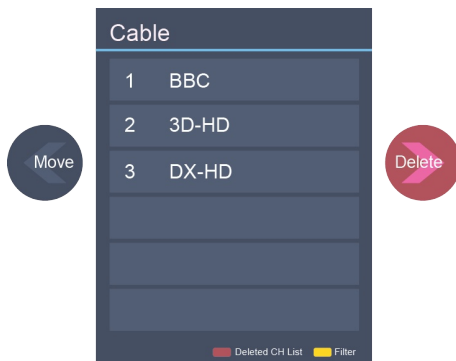 Cable
1 BBC
2 3D-HD
Move
3 DX-HD
Delete
Deleted CH List Filter